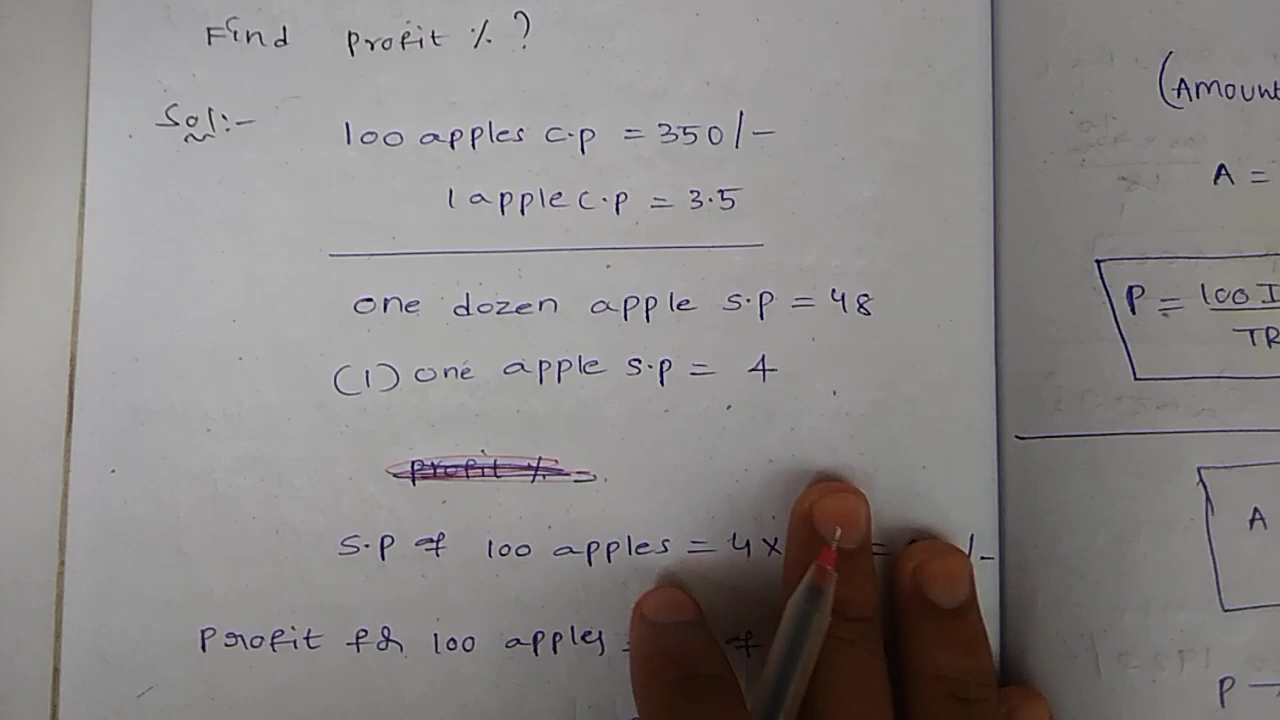 Find profit % ?
Sol:-
100 apples c.p = 350/-
1 apple c.p = 3.5
one dozen apple s.p = 48
(1) one apple s.p = 4
profit % =
s.p of 100 apples = 4x = /-
Profit for 100 apples =
(Amount
A =
P = 100 I
TR
A
P →